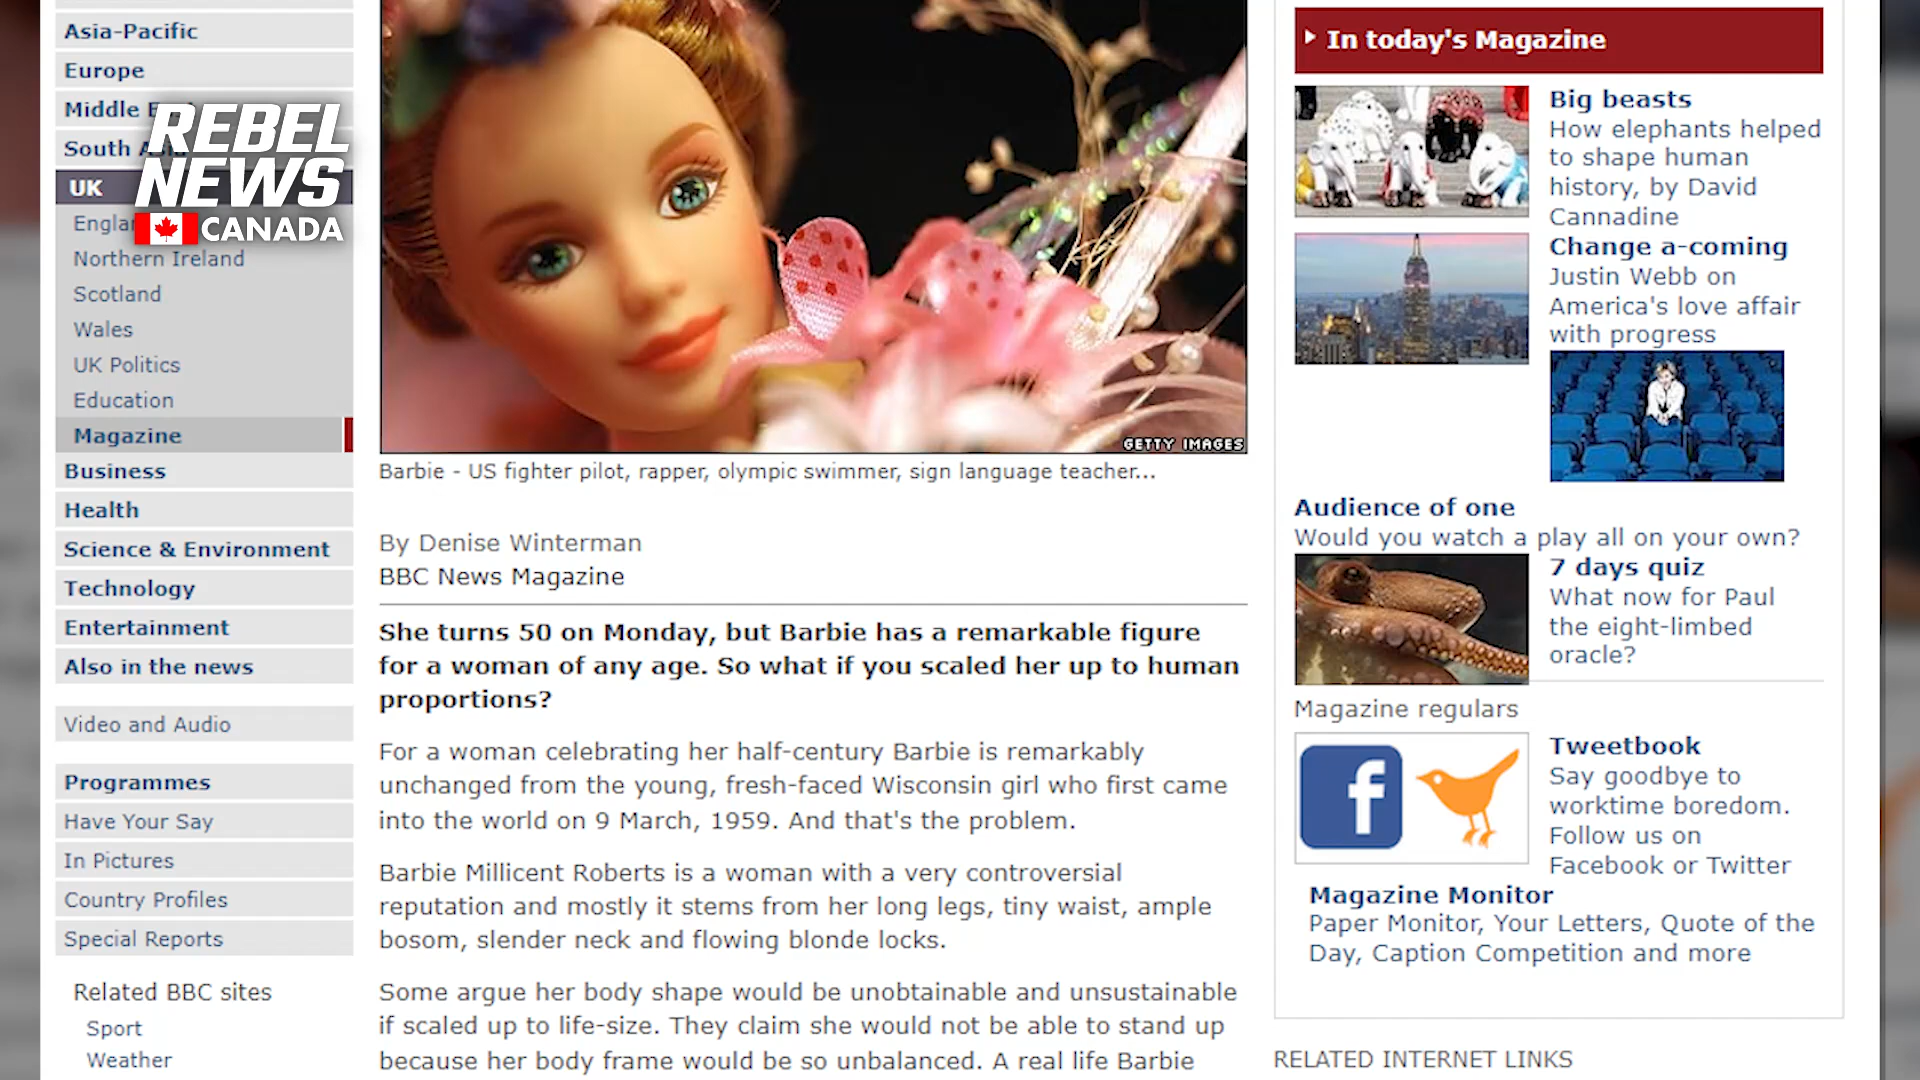 Asia-Pacific
Europe
Middle
South Asia
UK
Northern Ireland
Scotland
Wales
UK Politics
Education
Magazine
Business
Health
Science & Environment
Technology
Entertainment
Also in the news
Video and Audio
Programmes
Have Your Say
In Pictures
Country Profiles
Special Reports
Related BBC sites
Sport
Weather
REBEL
NEWS
CANADA
GETTY IMAGES
Barbie - US fighter pilot, rapper, olympic swimmer, sign language teacher...
By Denise Winterman
BBC News Magazine
She turns 50 on Monday, but Barbie has a remarkable figure
for a woman of any age. So what if you scaled her up to human
proportions?
For a woman celebrating her half-century Barbie is remarkably
unchanged from the young, fresh-faced Wisconsin girl who first came
into the world on 9 March, 1959. And that's the problem.
Barbie Millicent Roberts is a woman with a very controversial
reputation and mostly it stems from her long legs, tiny waist, ample
bosom, slender neck and flowing blonde locks.
Some argue her body shape would be unobtainable and unsustainable
if scaled up to life-size. They claim she would not be able to stand up
because her body frame would be so unbalanced. A real life Barbie
In today's Magazine
Big beasts
How elephants helped
to shape human
history, by David
Cannadine
Change a-coming
Justin Webb on
America's love affair
with progress
Audience of one
Would you watch a play all on your own?
7 days quiz
What now for Paul
the eight-limbed
oracle?
Magazine regulars
f
Tweetbook
Say goodbye to
worktime boredom.
Follow us on
Facebook or Twitter
Magazine Monitor
Paper Monitor, Your Letters, Quote of the
Day, Caption Competition and more
RELATED INTERNET LINKS